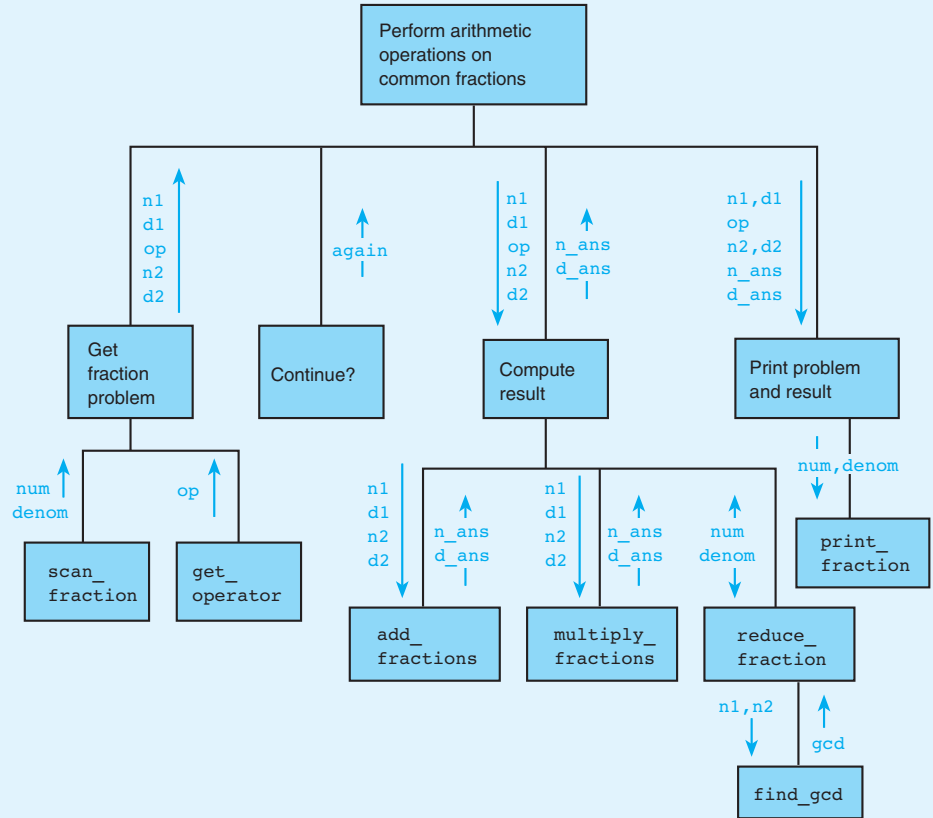 Perform arithmetic
operations on
common fractions
n1
d1
op
n2
d2
again
n1
d1
op
n2
d2
n_ans
d_ans
n1,d1
op
n2,d2
n_ans
d_ans
Get
fraction
problem
Continue?
Compute
result
Print problem
and result
num
denom
op
n1
d1
n2
d2
n_ans
d_ans
n1
d1
n2
d2
n_ans
d_ans
num
denom
num,denom
scan_
fraction
get_
operator
print_
fraction
add_
fractions
multiply_
fractions
reduce_
fraction
n1,n2
gcd
find_gcd